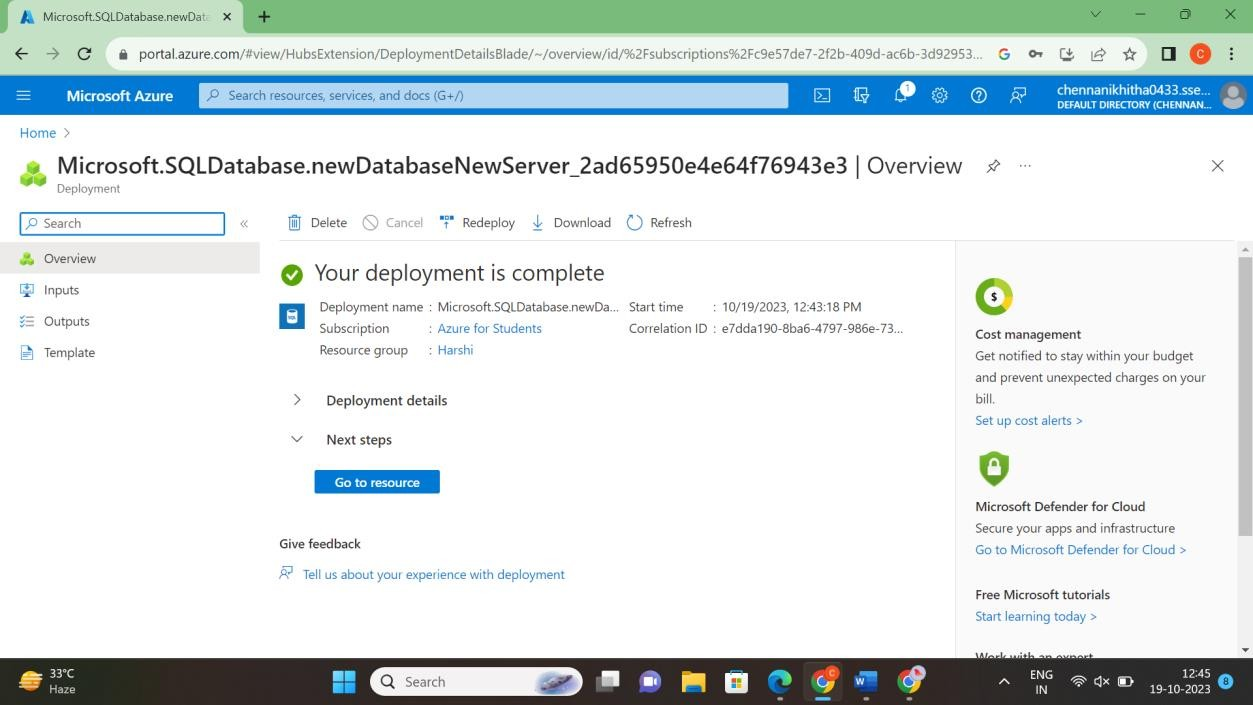 Microsoft.SQLDatabase.newData
portal.azure.com/#view/HubsExtension/DeploymentDetailsBlade/~/overview/id/%2Fsubscriptions%2Fc9e57de7-2f2b-409d-ac6b-3d92953...
C
Microsoft Azure
Search resources, services, and docs (G+/)
1
chennanikhitha0433.sse...
DEFAULT DIRECTORY (CHENNAN...
Home >
Microsoft.SQLDatabase.newDatabaseNewServer_2ad65950e4e64f76943e3 | Overview
Deployment
Search
Overview
Inputs
Outputs
Template
Delete Cancel Redeploy Download Refresh
Your deployment is complete
Deployment name : Microsoft.SQLDatabase.newDa... Start time : 10/19/2023, 12:43:18 PM
Subscription : Azure for Students Correlation ID : e7dda190-8ba6-4797-986e-73...
Resource group : Harshi
Deployment details
Next steps
Go to resource
Give feedback
Tell us about your experience with deployment
Cost management
Get notified to stay within your budget
and prevent unexpected charges on your
bill.
Set up cost alerts >
Microsoft Defender for Cloud
Secure your apps and infrastructure
Go to Microsoft Defender for Cloud >
Free Microsoft tutorials
Start learning today >
Work with an expert
33°C
Haze
Search
ENG
IN
12:45
19-10-2023
8